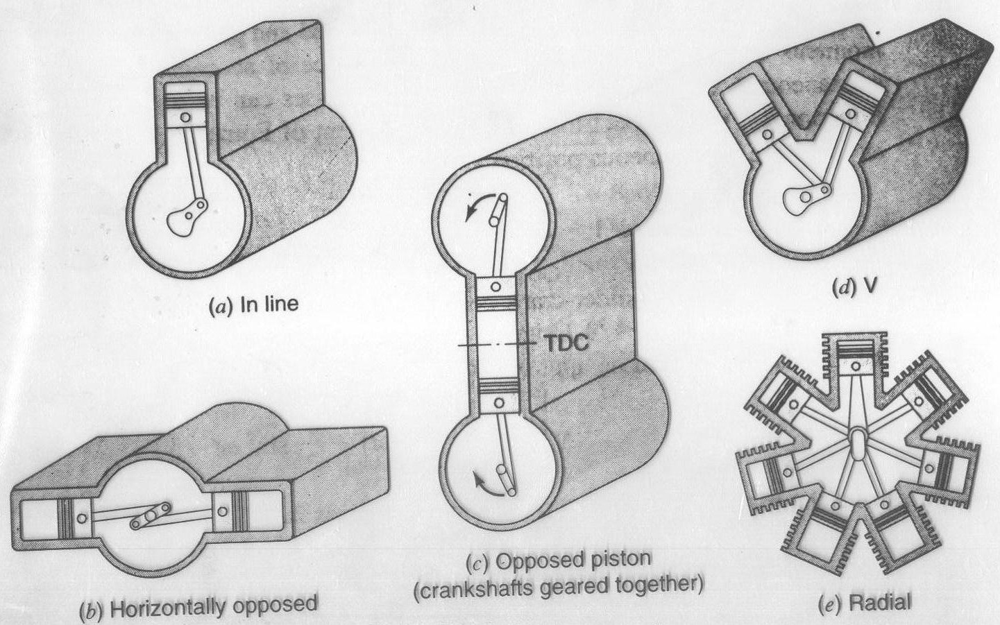 (a) In line
(b) Horizontally opposed
TDC
(c) Opposed piston
(crankshafts geared together)
(d) V
(e) Radial